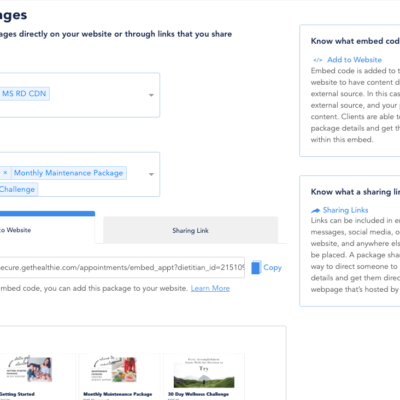 ages
ages directly on your website or through links that you share
MS RD CDN
× Monthly Maintenance Package
Challenge
to Website
Sharing Link
ecure.gethealthie.com/appointments/embed_appt?dietitian_id=215109
Copy
embed code, you can add this package to your website. Learn More
Getting Started
Monthly Maintenance Package
30 Day Wellness Challenge
Try
Know what embed cod
</> Add to Website
Embed code is added to t
website to have content d
external source. In this cas
external source, and your
content. Clients are able t
package details and get th
within this embed.
Know what a sharing li
Sharing Links
Links can be included in e
messages, social media, o
website, and anywhere els
be placed. A package sha
way to direct someone to
details and get them direc
webpage that's hosted by